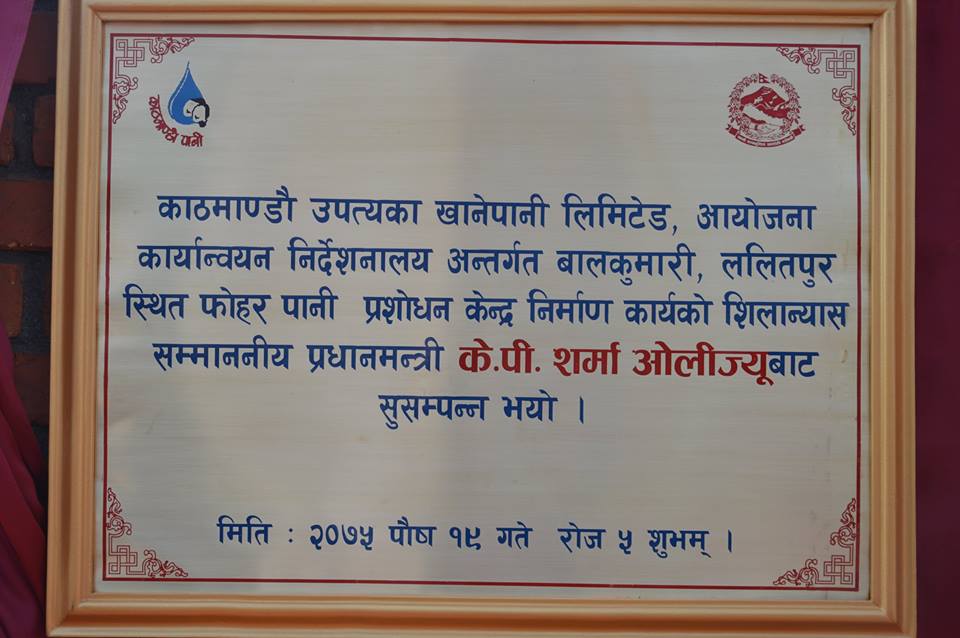 काठमाण्डौ पानी
काठमाण्डौ उपत्यका खानेपानी लिमिटेड, आयोजना
कार्यान्वयन निर्देशनालय अन्तर्गत बालकुमारी, ललितपुर
स्थित फोहर पानी प्रशोधन केन्द्र निर्माण कार्यको शिलान्यास
सम्माननीय प्रधानमन्त्री के.पी. शर्मा ओलीज्यूबाट
सुसम्पन्न भयो ।
मिति : २०७५ पौष १९ गते रोज ५ शुभम् ।